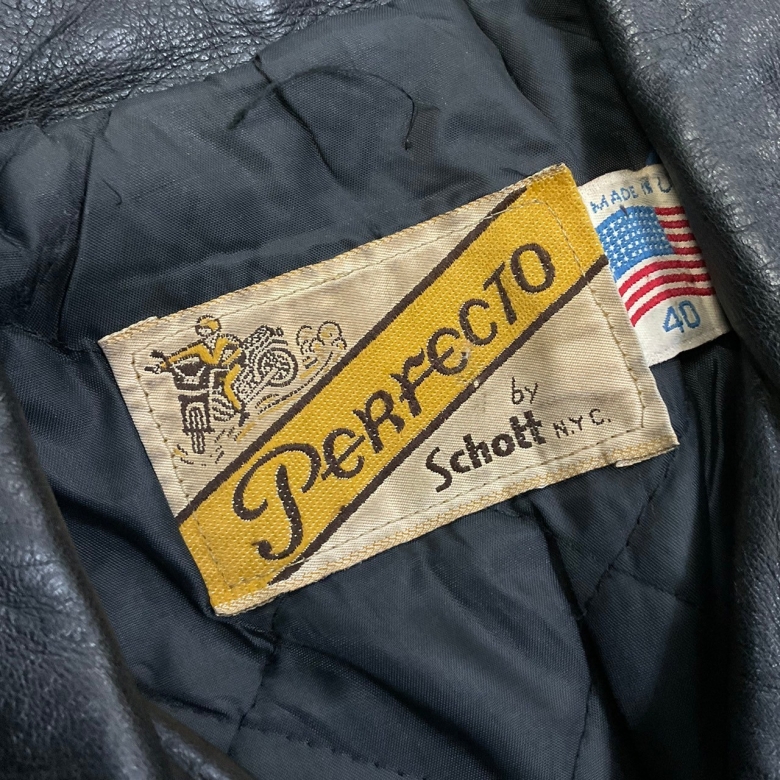 PERFECTO
by
Schott N.Y.C.
MADE IN U
40